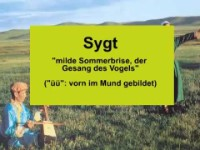 Sygt
"milde Sommerbrise, der
Gesang des Vogels"
("üü": vorn im Mund gebildet)